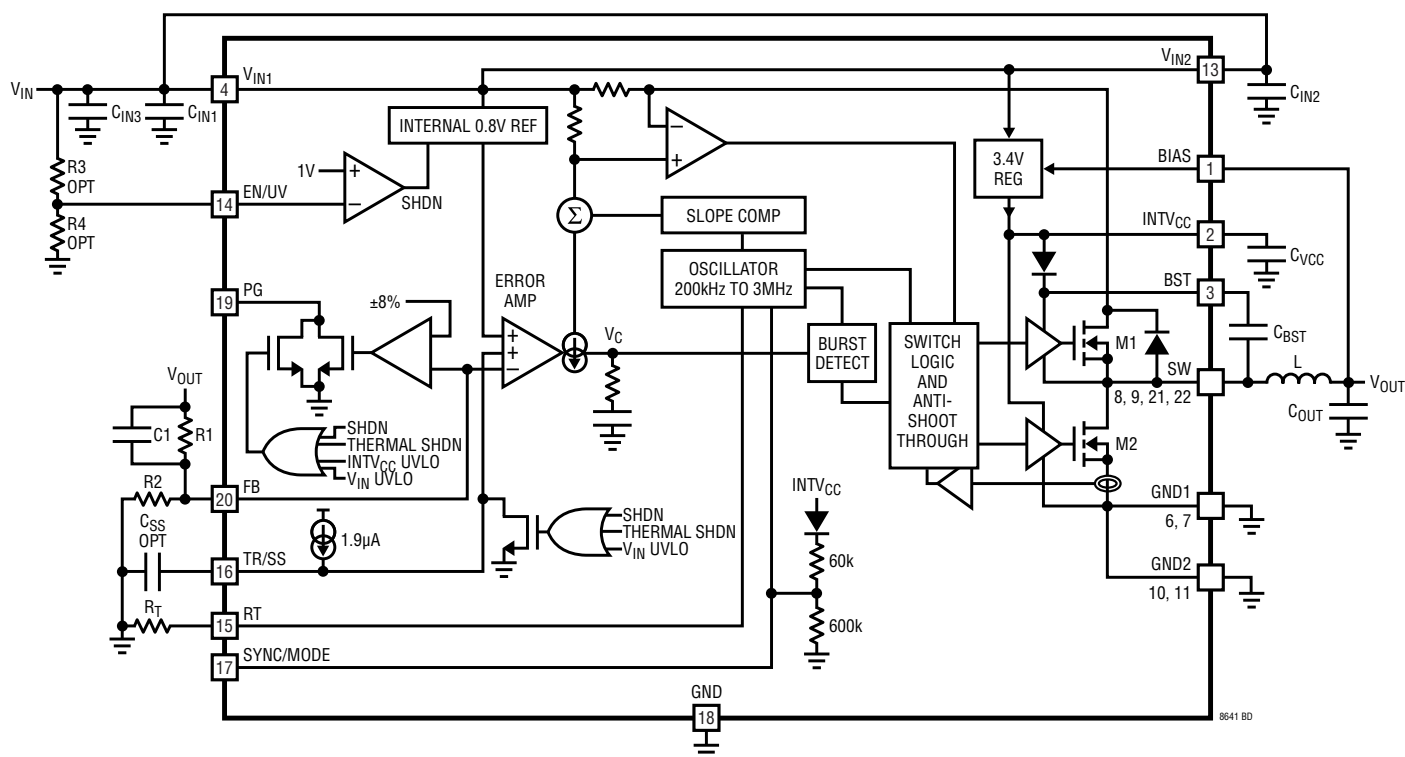 VIN
CIN3
CIN1
4
VIN1
VIN2
13
CIN2
INTERNAL 0.8V REF
R3
OPT
R4
OPT
14
EN/UV
1V
+
−
SHDN
−
+
Σ
SLOPE COMP
OSCILLATOR
200kHz TO 3MHz
3.4V
REG
BIAS
1
INTVCC
2
CVCC
BST
3
CBST
19
PG
±8%
ERROR
AMP
+
+
−
VC
BURST
DETECT
SWITCH
LOGIC
AND
ANTI-
SHOOT
THROUGH
M1
SW
8, 9, 21, 22
L
VOUT
COUT
M2
VOUT
C1
R1
R2
20
FB
SHDN
THERMAL SHDN
INTVCC UVLO
VIN UVLO
CSS
OPT
16
TR/SS
1.9µA
SHDN
THERMAL SHDN
VIN UVLO
INTVCC
60k
600k
GND1
6, 7
GND2
10, 11
RT
15
RT
17
SYNC/MODE
GND
18
8641 BD